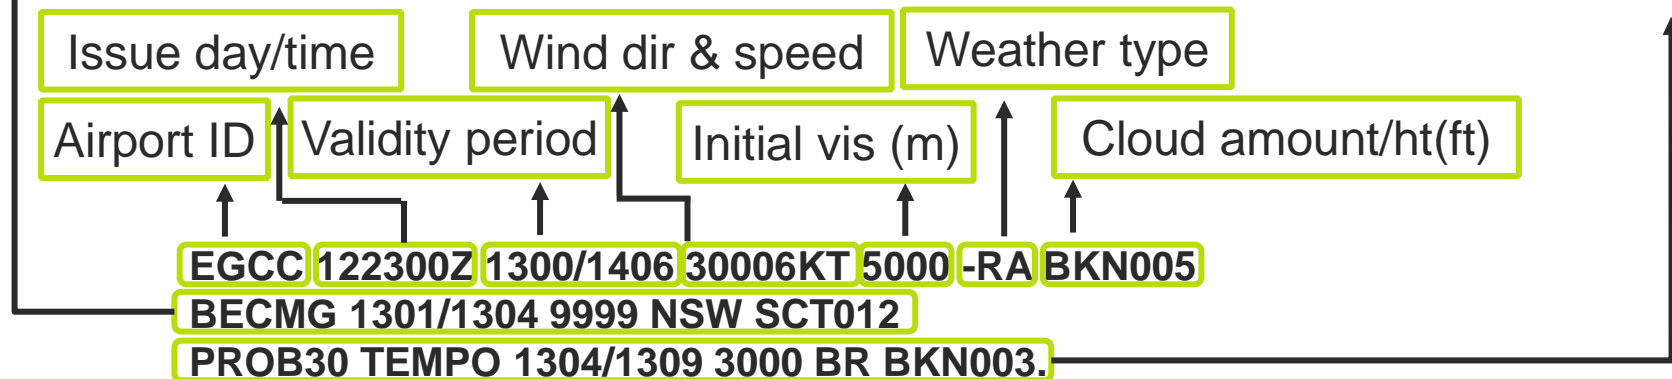 Issue day/time Wind dir & speed Weather type
Airport ID Validity period Initial vis (m) Cloud amount/ht(ft)
EGCC 122300Z 1300/1406 30006KT 5000 -RA BKN005
BECMG 1301/1304 9999 NSW SCT012
PROB30 TEMPO 1304/1309 3000 BR BKN003.